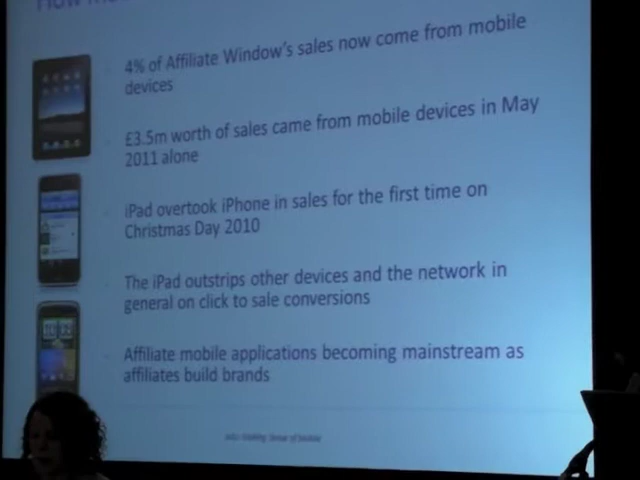 How
4% of Affiliate Window's sales now come from mobile
devices
£3.5m worth of sales came from mobile devices in May
2011 alone
iPad overtook iPhone in sales for the first time on
Christmas Day 2010
The iPad outstrips other devices and the network in
general on click to sale conversions
Affiliate mobile applications becoming mainstream as
affiliates build brands